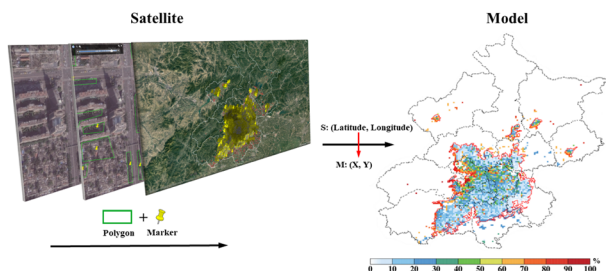 Satellite
Model
S: (Latitude, Longitude)
M: (X, Y)
+
Polygon
Marker
%
0 10 20 30 40 50 60 70 80 90 100